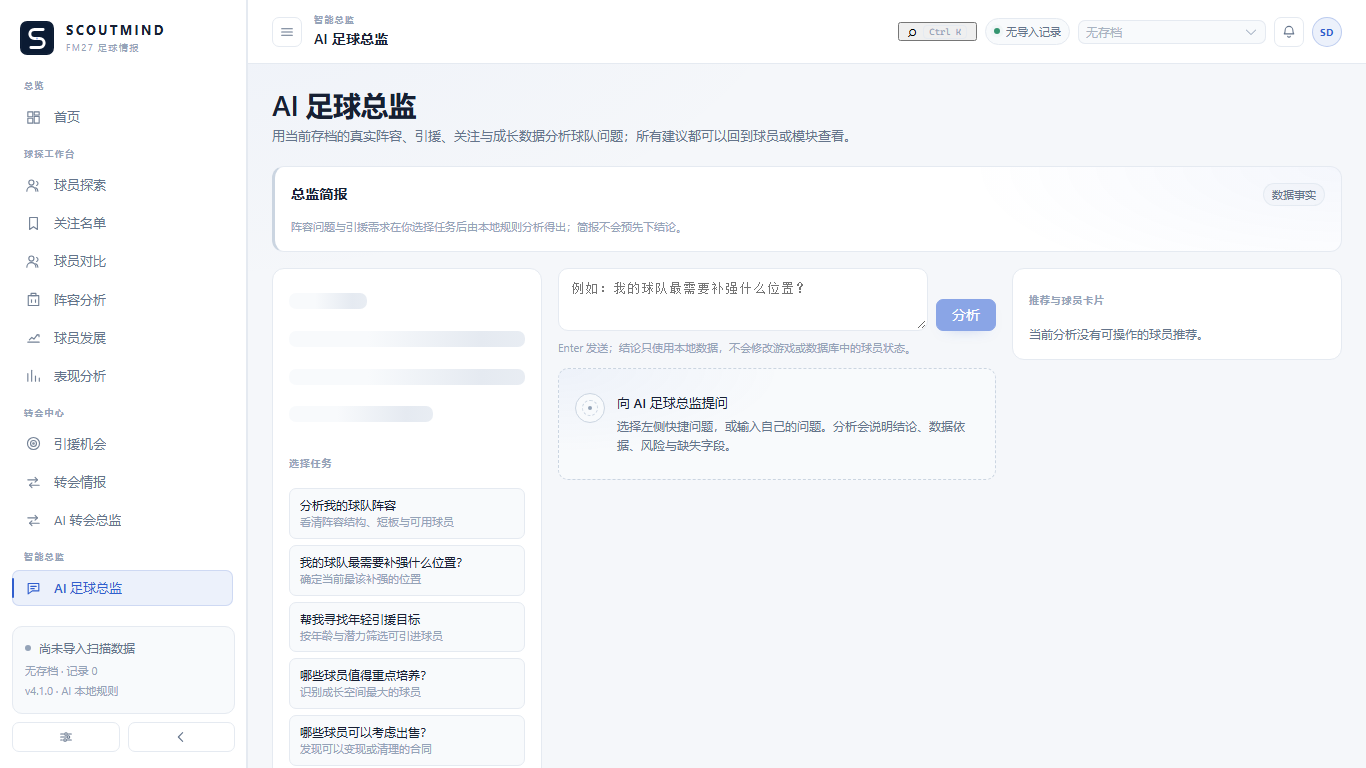 SCOUTMIND
FM27 足球情报
总览
首页
球探工作台
球员探索
关注名单
球员对比
阵容分析
球员发展
表现分析
转会中心
引援机会
转会情报
AI 转会总监
智能总监
AI 足球总监
尚未导入扫描数据
无存档 · 记录 0
v4.1.0 · AI 本地规则
智能总监
AI 足球总监
Ctrl K
无导入记录
无存档
SD
AI 足球总监
用当前存档的真实阵容、引援、关注与成长数据分析球队问题；所有建议都可以回到球员或模块查看。
总监简报
数据事实
阵容问题与引援需求在你选择任务后由本地规则分析得出；简报不会预先下结论。
选择任务
分析我的球队阵容
看清阵容结构、短板与可用球员
我的球队最需要补强什么位置？
确定当前最该补强的位置
帮我寻找年轻引援目标
按年龄与潜力筛选可引进球员
哪些球员值得重点培养？
识别成长空间最大的球员
哪些球员可以考虑出售？
发现可以变现或清理的合同
例如：我的球队最需要补强什么位置？
分析
Enter 发送；结论只使用本地数据，不会修改游戏或数据库中的球员状态。
向 AI 足球总监提问
选择左侧快捷问题，或输入自己的问题。分析会说明结论、数据依
据、风险与缺失字段。
推荐与球员卡片
当前分析没有可操作的球员推荐。